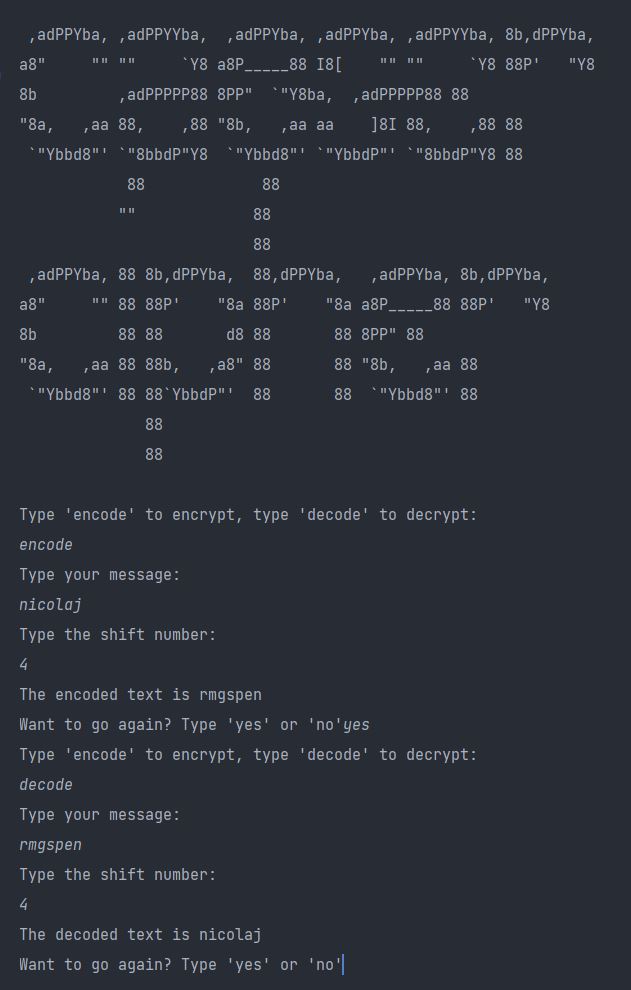 ,adPPYba, ,adPPYYba,  ,adPPYba, ,adPPYba, ,adPPYYba, 8b,dPPYba,
a8"     "" ""     `Y8 a8P_____88 I8[    "" ""     `Y8 88P'   "Y8
8b         ,adPPPPP88 8PP"  `"Y8ba,  ,adPPPPP88 88
"8a,   ,aa 88,    ,88 "8b,   ,aa aa    ]8I 88,    ,88 88
 `"Ybbd8"' `"8bbdP"Y8  `"Ybbd8"' `"YbbdP"' `"8bbdP"Y8 88
            88             88
           ""             88
                          88
 ,adPPYba, 88 8b,dPPYba,  88,dPPYba,   ,adPPYba, 8b,dPPYba,
a8"     "" 88 88P'    "8a 88P'    "8a a8P_____88 88P'   "Y8
8b         88 88       d8 88       88 8PP" 88
"8a,   ,aa 88 88b,   ,a8" 88       88 "8b,   ,aa 88
 `"Ybbd8"' 88 88`YbbdP"'  88       88  `"Ybbd8"' 88
              88
              88
Type 'encode' to encrypt, type 'decode' to decrypt:
encode
Type your message:
nicolaj
Type the shift number:
4
The encoded text is rmgspen
Want to go again? Type 'yes' or 'no'yes
Type 'encode' to encrypt, type 'decode' to decrypt:
decode
Type your message:
rmgspen
Type the shift number:
4
The decoded text is nicolaj
Want to go again? Type 'yes' or 'no'